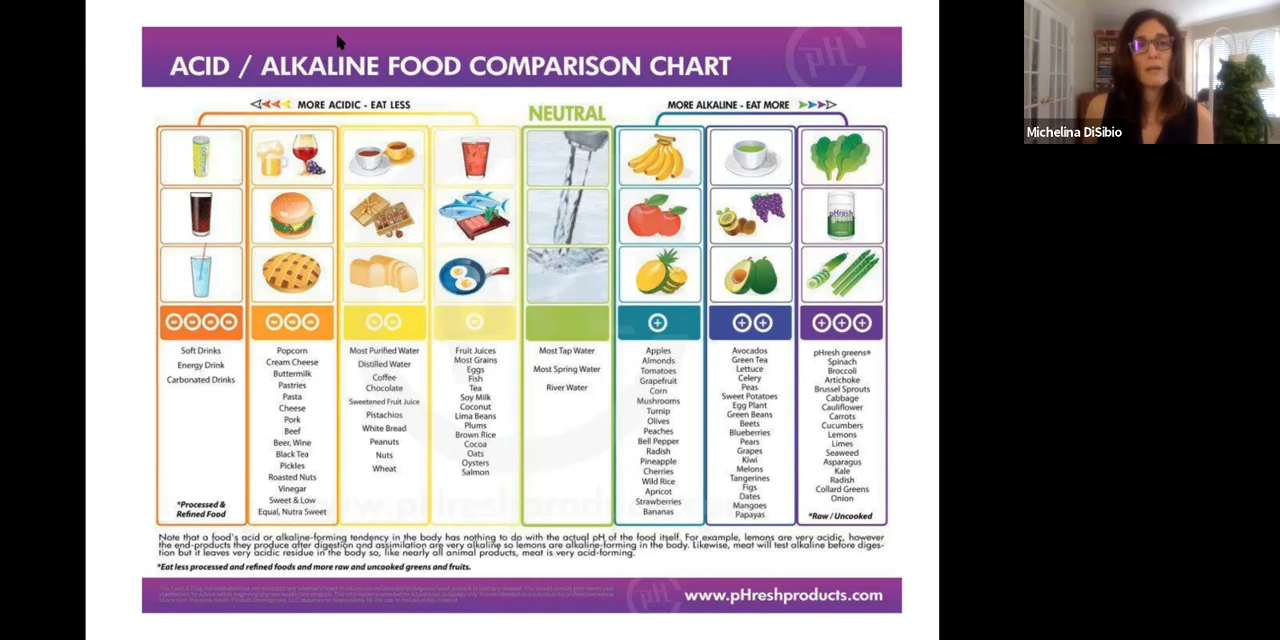 ACID / ALKALINE FOOD COMPARISON CHART
pH
Michelina DiSibio
MORE ACIDIC - EAT LESS
NEUTRAL
MORE ALKALINE - EAT MORE
pHresh
greens
Soft Drinks
Energy Drink
Carbonated Drinks
*Processed &
Refined Food
Popcorn
Cream Cheese
Buttermilk
Pastries
Pasta
Cheese
Pork
Beef
Beer, Wine
Black Tea
Pickles
Roasted Nuts
Vinegar
Sweet & Low
Equal, Nutra Sweet
Most Purified Water
Distilled Water
Coffee
Chocolate
Sweetened Fruit Juice
Pistachios
White Bread
Peanuts
Nuts
Wheat
Fruit Juices
Most Grains
Eggs
Fish
Tea
Soy Milk
Coconut
Lima Beans
Plums
Brown Rice
Cocoa
Oats
Oysters
Salmon
Most Tap Water
Most Spring Water
River Water
Apples
Almonds
Tomatoes
Grapefruit
Corn
Mushrooms
Turnip
Olives
Peaches
Bell Pepper
Radish
Pineapple
Cherries
Wild Rice
Apricot
Strawberries
Bananas
Avocados
Green Tea
Lettuce
Celery
Peas
Sweet Potatoes
Egg Plant
Green Beans
Beets
Blueberries
Pears
Grapes
Kiwi
Melons
Tangerines
Figs
Dates
Mangoes
Papayas
pHresh greens®
Spinach
Broccoli
Artichoke
Brussel Sprouts
Cabbage
Cauliflower
Carrots
Cucumbers
Lemons
Limes
Seaweed
Asparagus
Kale
Radish
Collard Greens
Onion
*Raw / Uncooked
Note that a food's acid or alkaline-forming tendency in the body has nothing to do with the actual pH of the food itself. For example, lemons are very acidic, however
the end-products they produce after digestion and assimilation are very alkaline so lemons are alkaline-forming in the body. Likewise, meat will test alkaline before diges-
tion but it leaves very acidic residue in the body so, like nearly all animal products, meat is very acid-forming.
*Eat less processed and refined foods and more raw and uncooked greens and fruits.
pH
www.pHreshproducts.com